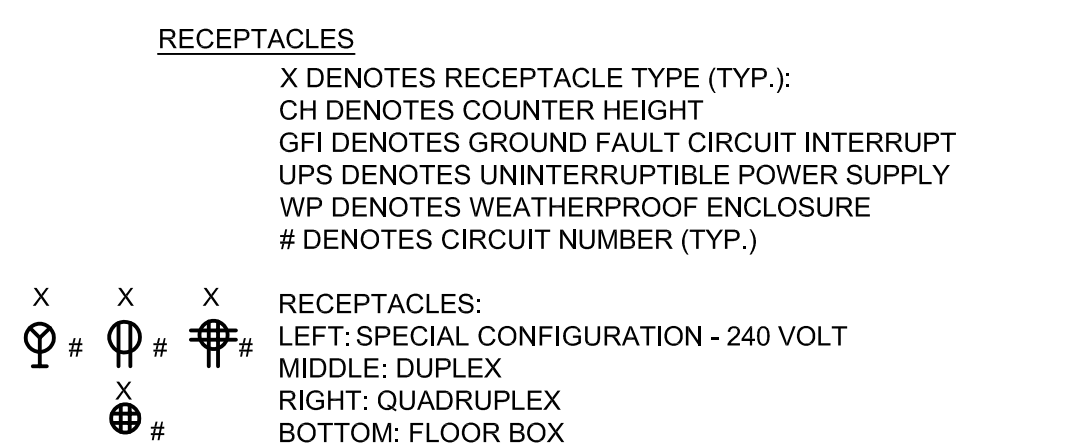 RECEPTACLES
X DENOTES RECEPTACLE TYPE (TYP.):
CH DENOTES COUNTER HEIGHT
GFI DENOTES GROUND FAULT CIRCUIT INTERRUPT
UPS DENOTES UNINTERRUPTIBLE POWER SUPPLY
WP DENOTES WEATHERPROOF ENCLOSURE
# DENOTES CIRCUIT NUMBER (TYP.)
X X X RECEPTACLES:
# # # LEFT: SPECIAL CONFIGURATION - 240 VOLT
MIDDLE: DUPLEX
X RIGHT: QUADRUPLEX
# BOTTOM: FLOOR BOX